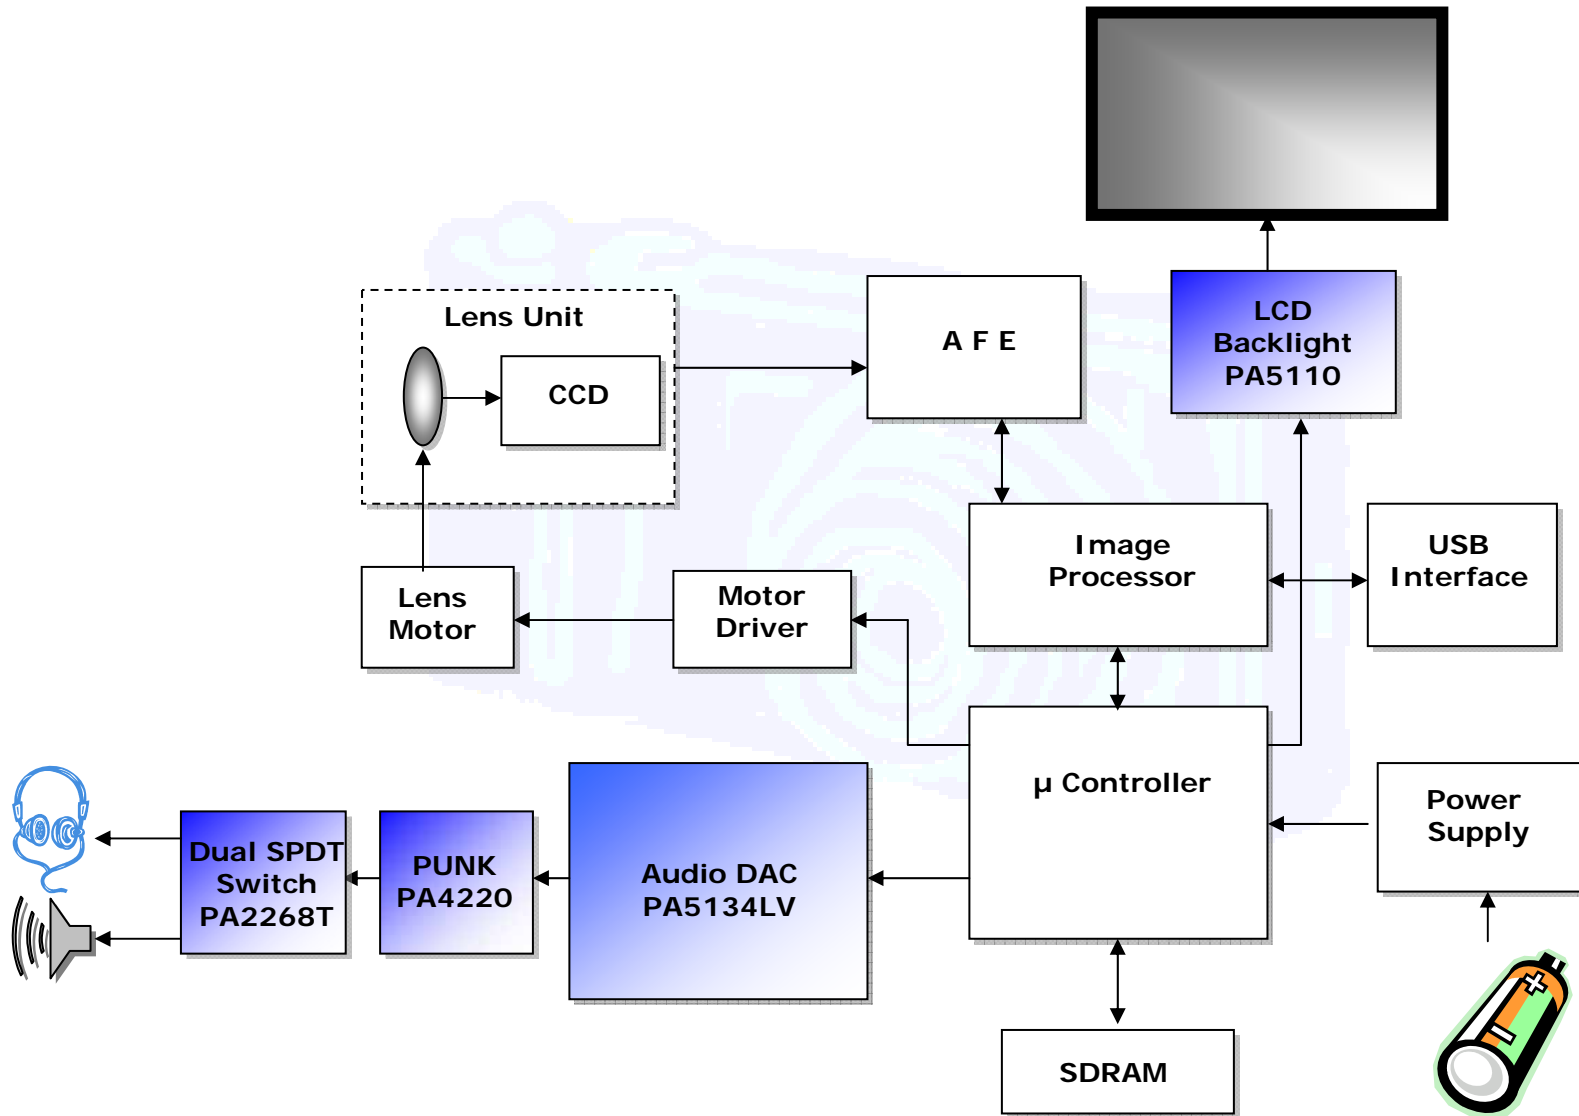 Lens Unit
CCD
A F E
LCD
Backlight
PA5110
Image
Processor
USB
Interface
Lens
Motor
Motor
Driver
µ Controller
Power
Supply
Dual SPDT
Switch
PA2268T
PUNK
PA4220
Audio DAC
PA5134LV
SDRAM